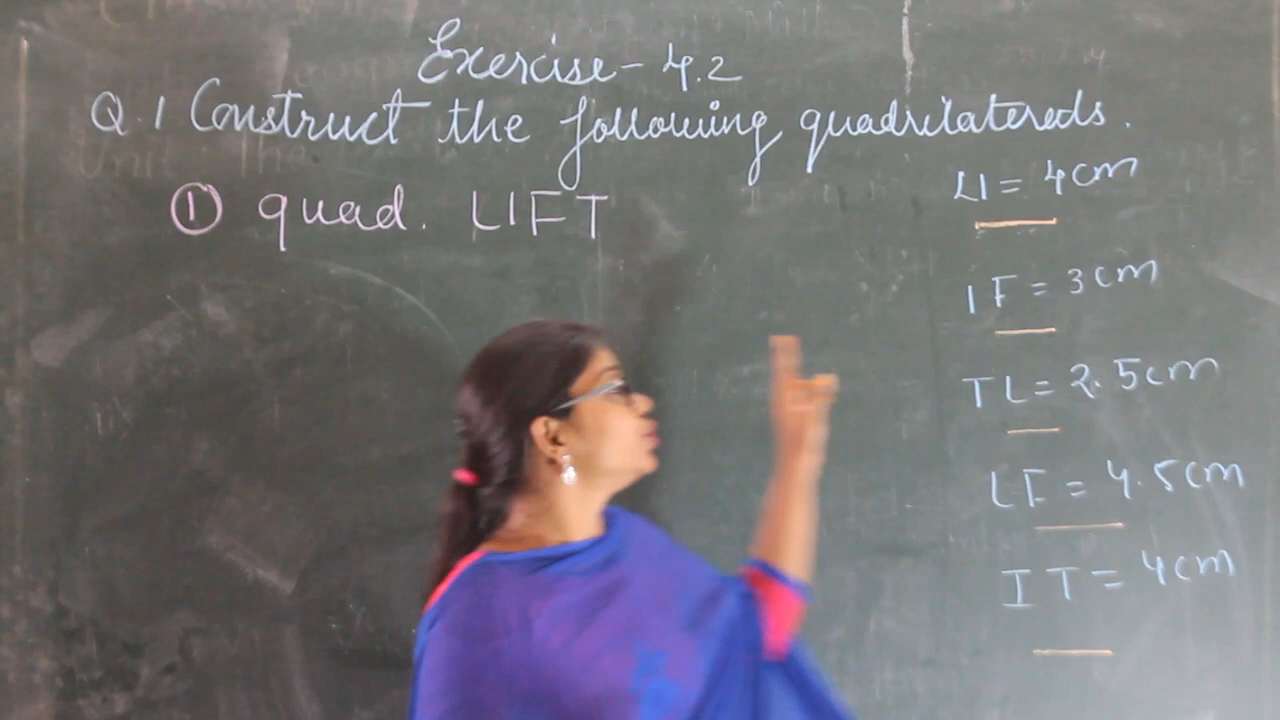 Exercise - 4.2
Q.1 Construct the following quadrilaterals.
① quad. LIFT
LI = 4cm
IF = 3cm
TL = 2.5cm
LF = 4.5cm
IT = 4cm